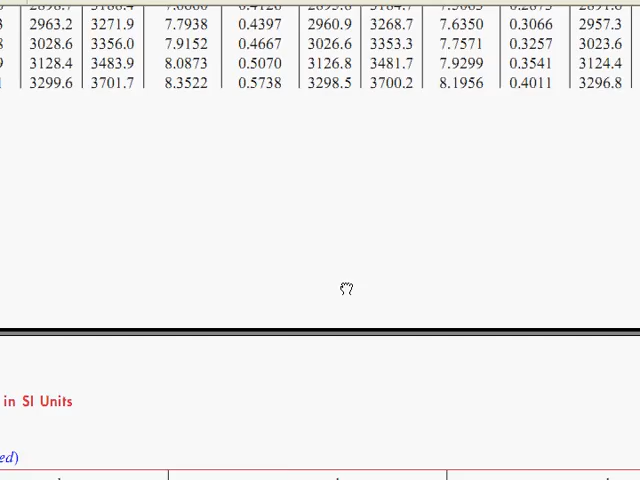 2963.2 3271.9 7.7938 0.4397 2960.9 3268.7 7.6350 0.3066 2957.3
3028.6 3356.0 7.9152 0.4667 3026.6 3353.3 7.7571 0.3257 3023.6
3128.4 3483.9 8.0873 0.5070 3126.8 3481.7 7.9299 0.3541 3124.4
3299.6 3701.7 8.3522 0.5738 3298.5 3700.2 8.1956 0.4011 3296.8
in SI Units
ed)